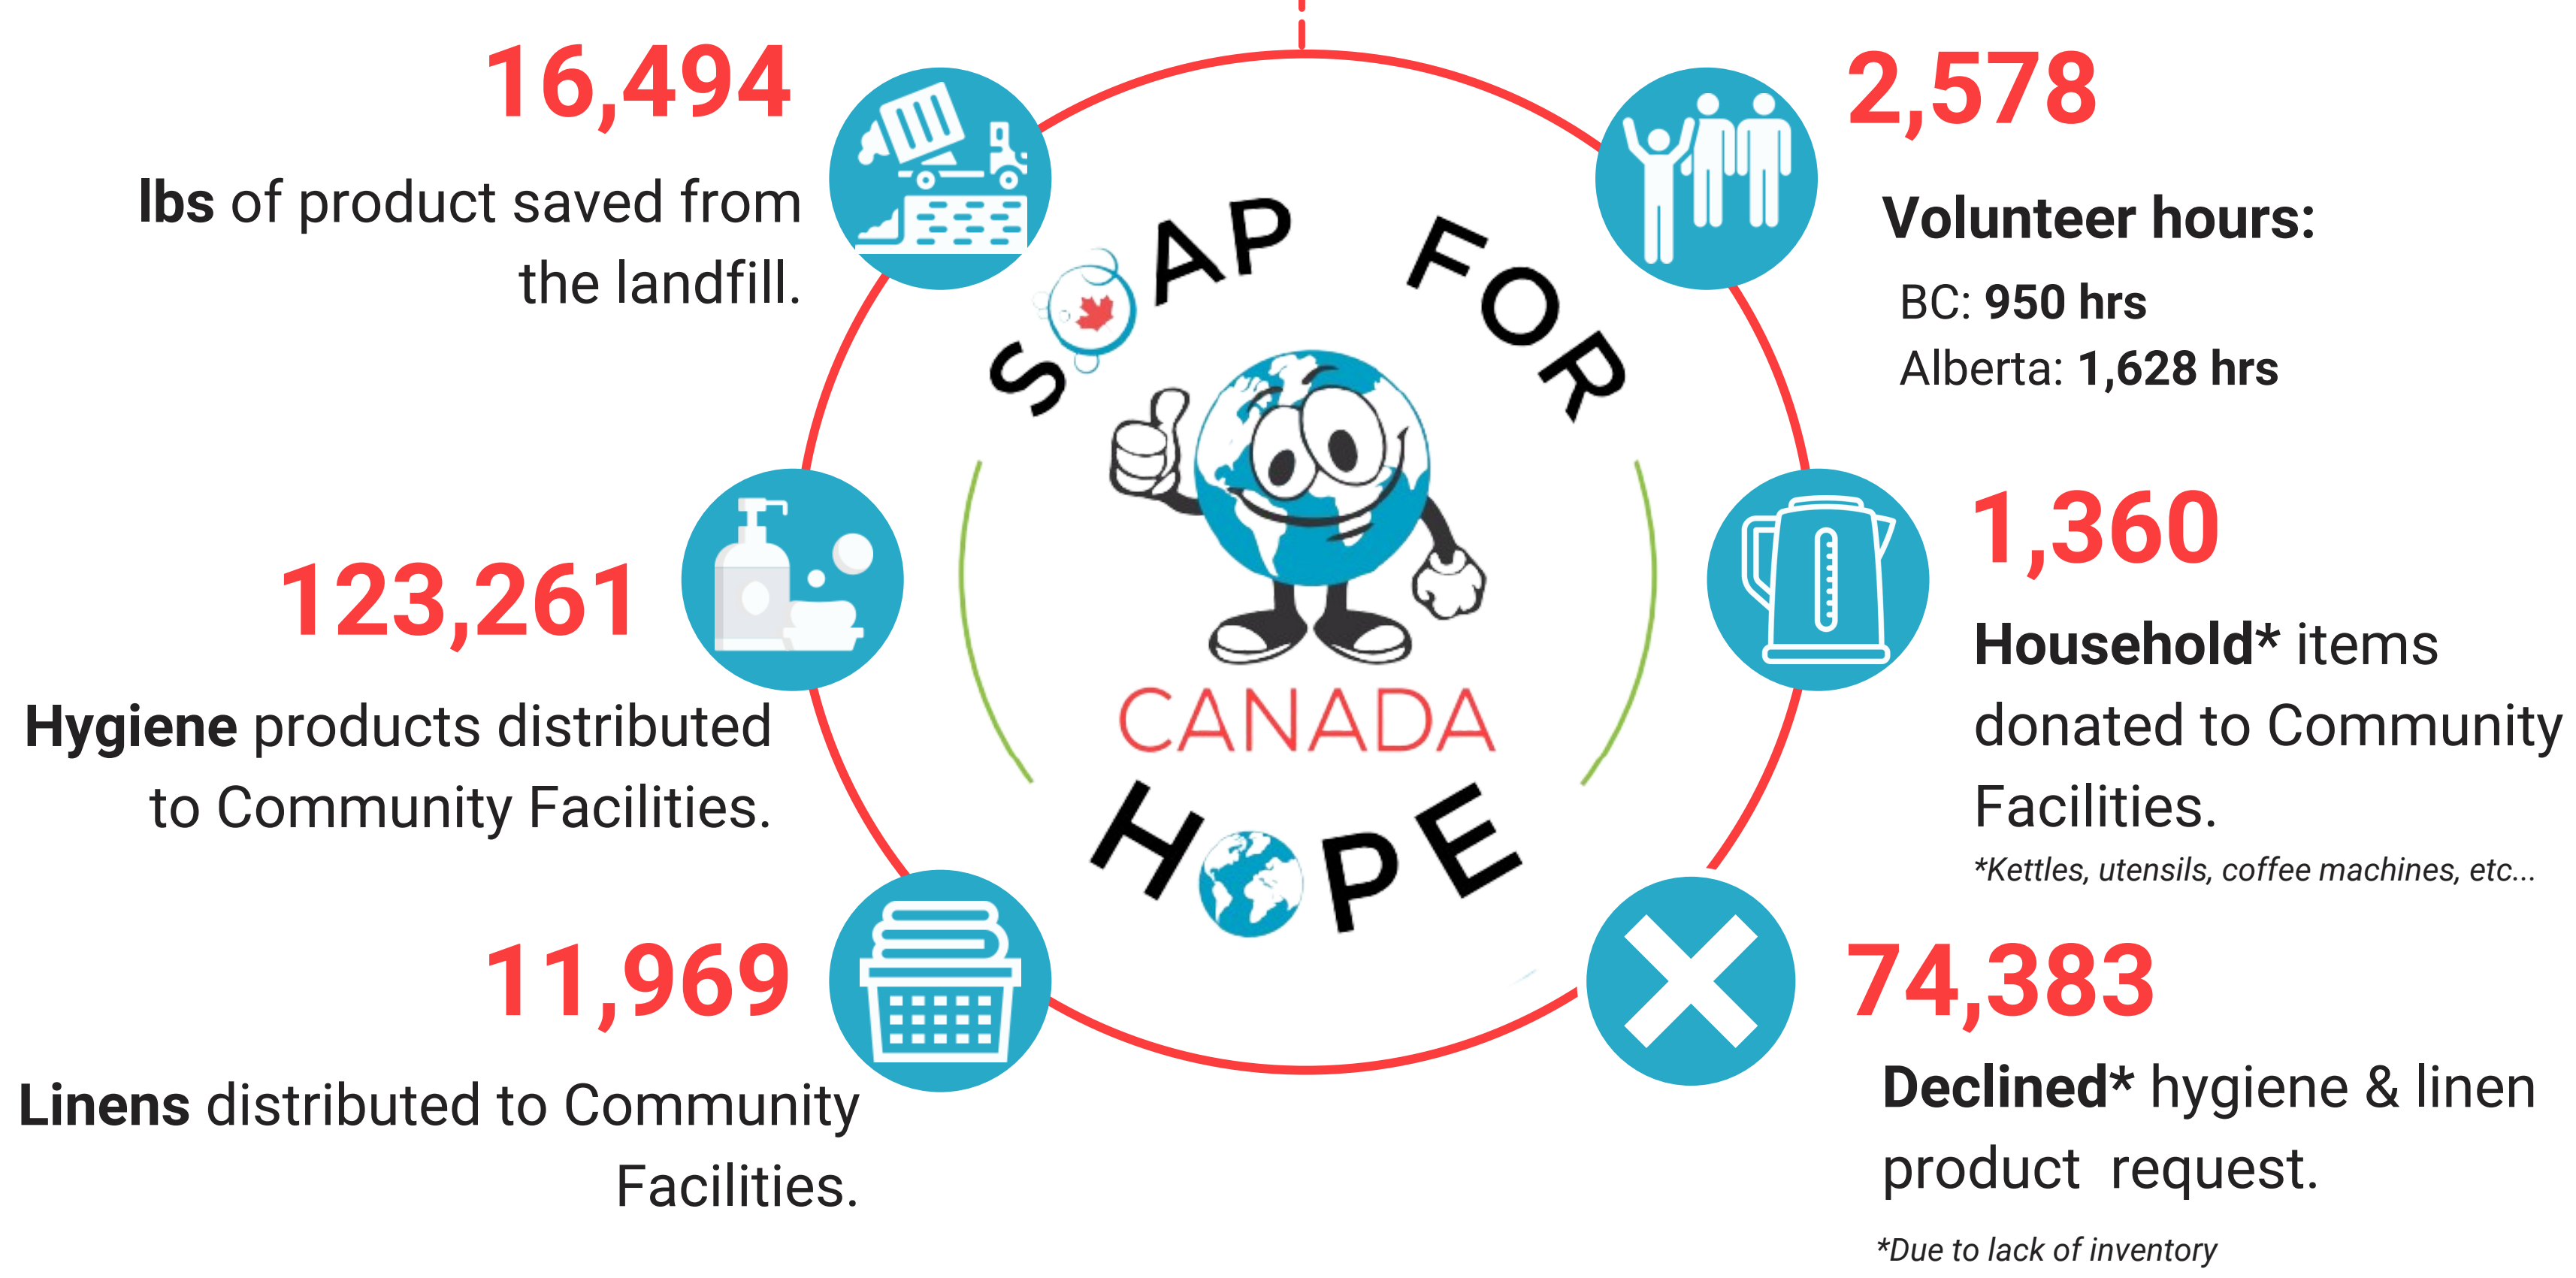 16,494
lbs of product saved from
the landfill.
123,261
Hygiene products distributed
to Community Facilities.
11,969
Linens distributed to Community
Facilities.
SOAP FOR
CANADA
HOPE
2,578
Volunteer hours:
BC: 950 hrs
Alberta: 1,628 hrs
1,360
Household* items
donated to Community
Facilities.
*Kettles, utensils, coffee machines, etc...
74,383
Declined* hygiene & linen
product request.
*Due to lack of inventory